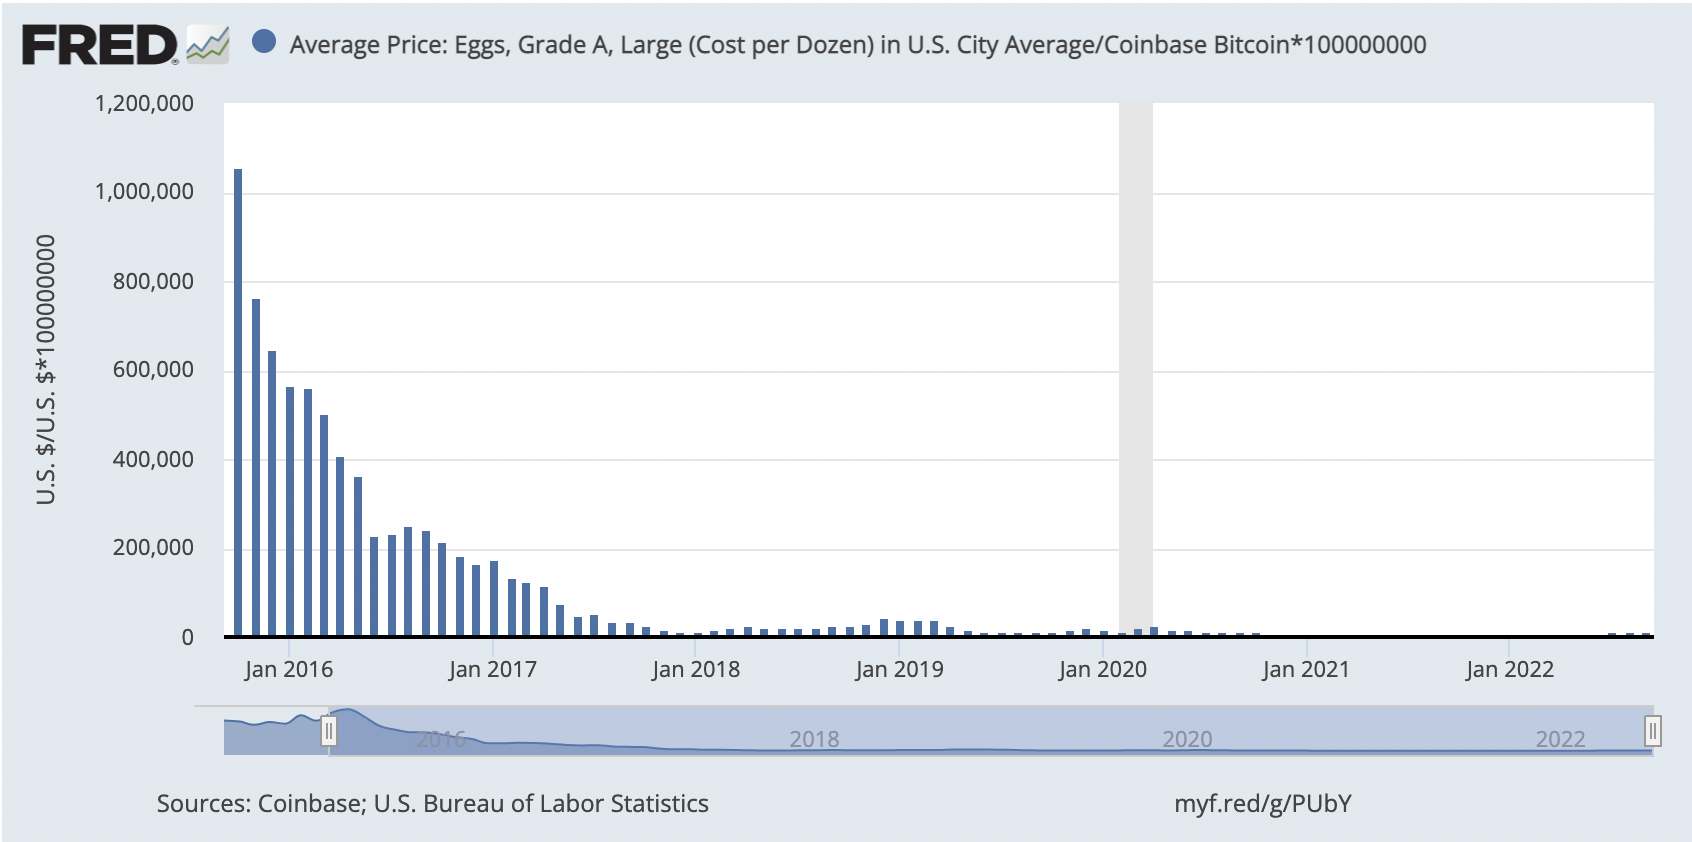 FRED® Average Price: Eggs, Grade A, Large (Cost per Dozen) in U.S. City Average/Coinbase Bitcoin*100000000
U.S. $/U.S. $*100000000
1,200,000
1,000,000
800,000
600,000
400,000
200,000
0
Jan 2016 Jan 2017 Jan 2018 Jan 2019 Jan 2020 Jan 2021 Jan 2022
2016 2018 2020 2022
Sources: Coinbase; U.S. Bureau of Labor Statistics myf.red/g/PUbY